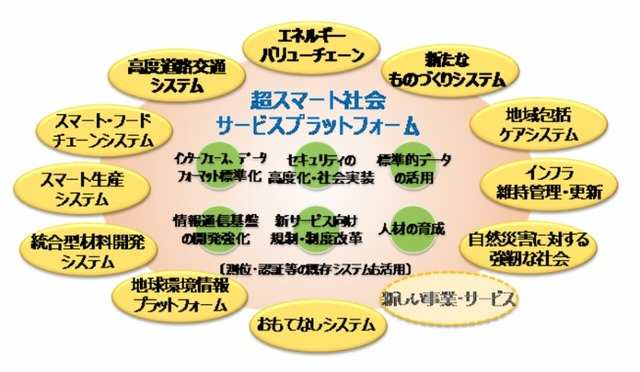 エネルギー
バリューチェーン
高度道路交通
システム
新たな
ものづくりシステム
超スマート社会
サービスプラットフォーム
スマート・フード
チェーンシステム
地域包括
ケアシステム
インターフェース、データ
フォーマット標準化
セキュリティの
高度化・社会実装
標準的データ
の活用
スマート生産
システム
インフラ
維持管理・更新
情報通信基盤
の開発強化
新サービス向け
規制・制度改革
人材の育成
統合型材料開発
システム
自然災害に対する
強靭な社会
（測位・認証等の既存システムも活用）
地球環境情報
プラットフォーム
新しい事業・サービス
おもてなしシステム